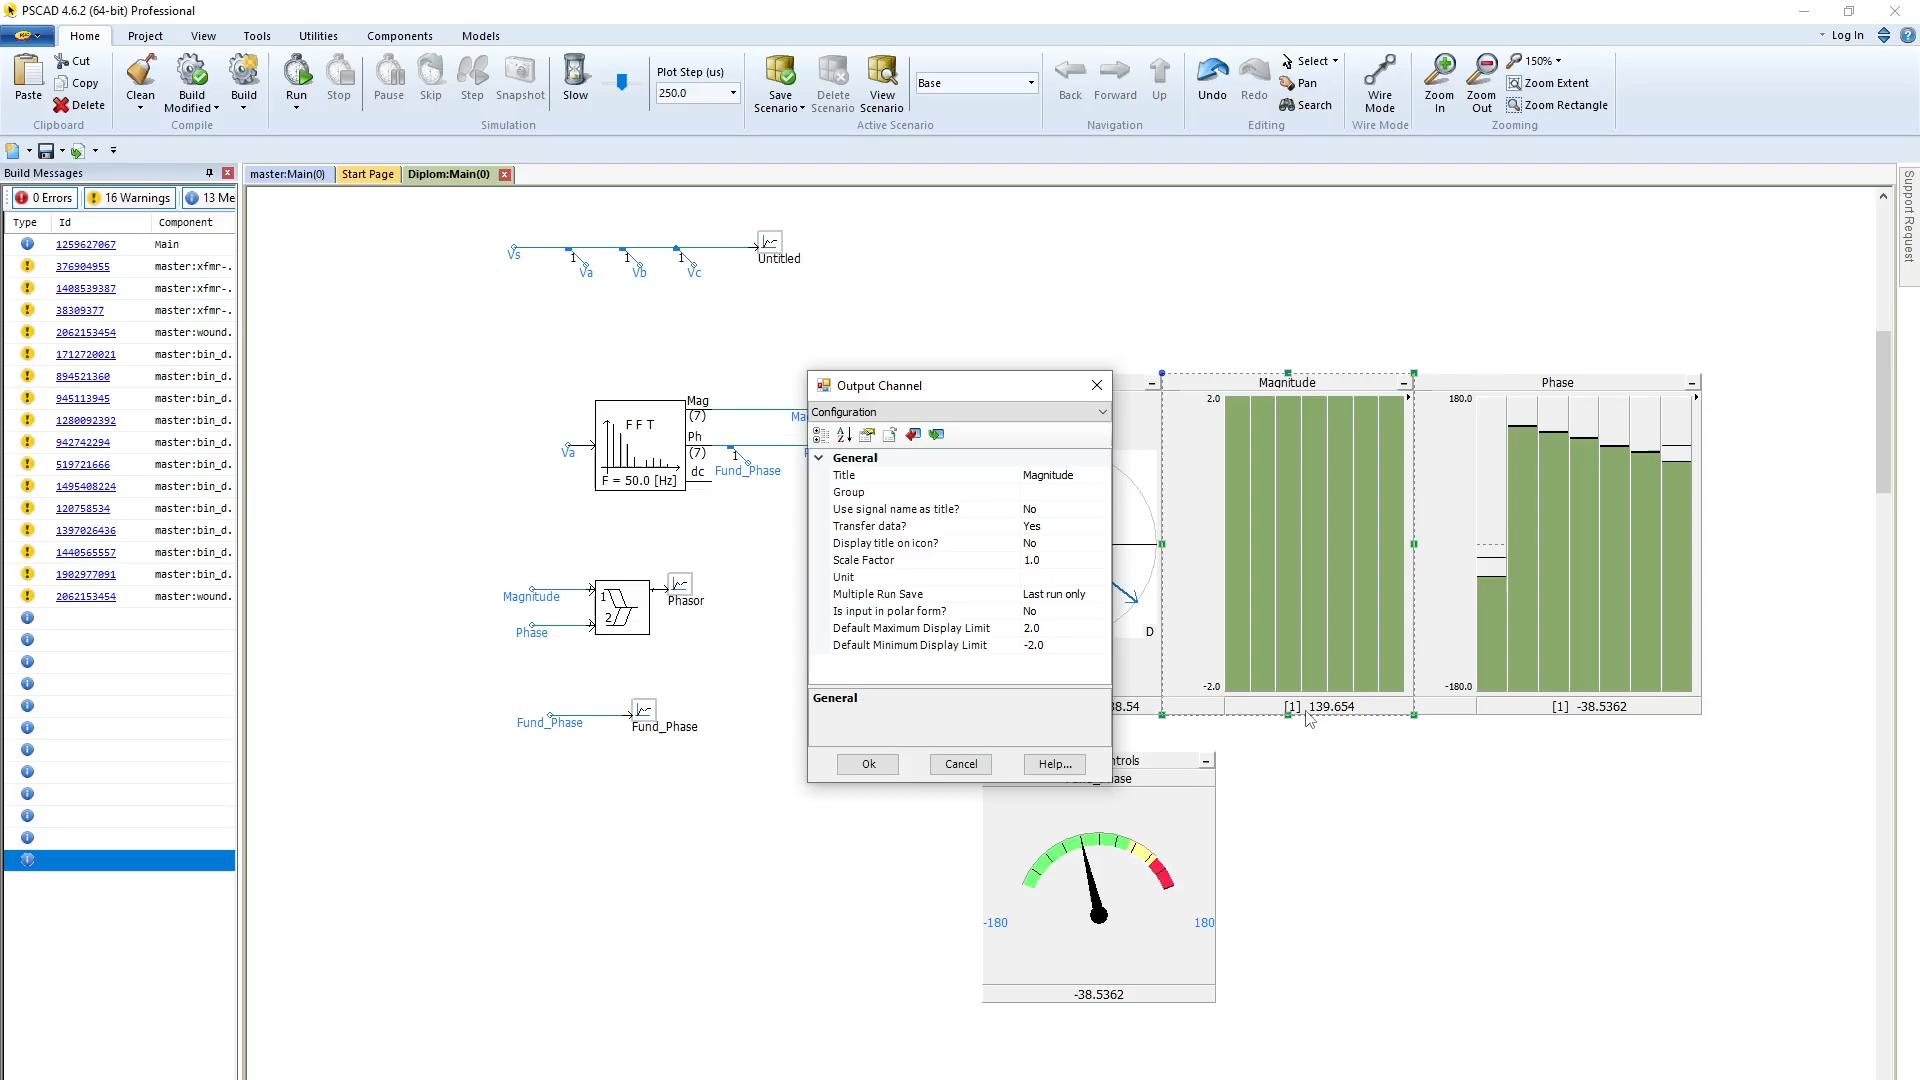 PSCAD 4.6.2 (64-bit) Professional
Home Project View Tools Utilities Components Models Log In
Paste Cut Copy Delete
Clipboard
Clean Build Modified Build
Compile
Run Stop Pause Skip Step Snapshot Slow
Plot Step (us)
250.0
Simulation
Save Scenario Delete Scenario View Scenario
Base
Active Scenario
Back Forward Up
Navigation
Undo Redo Select Pan Search
Editing
Wire Mode
Wire Mode
Zoom In Zoom Out 150% Zoom Extent Zoom Rectangle
Zooming
Build Messages
0 Errors 16 Warnings 13 Me
Type Id Component
1259627067 Main
376904955 master:xfmr-.
1408539387 master:xfmr-.
38309377 master:xfmr-.
2062153454 master:wound.
1712720021 master:bin_d.
894521360 master:bin_d.
945113945 master:bin_d.
1280092392 master:bin_d.
942742294 master:bin_d.
519721666 master:bin_d.
1495408224 master:bin_d.
120758534 master:bin_d.
1397026436 master:bin_d.
1440565557 master:bin_d.
1902977091 master:bin_d.
2062153454 master:wound.
master:Main(0) Start Page Diplom:Main(0)
Support Request
Vs 1 Va 1 Vb 1 Vc Untitled
Va FFT F = 50.0 [Hz]
Mag (7)
Ph (7)
dc
1 Fund_Phase
Ma
Magnitude
Phase
1
2
Phasor
Fund_Phase Fund_Phase
Output Channel
Configuration
General
Title Magnitude
Group
Use signal name as title? No
Transfer data? Yes
Display title on icon? No
Scale Factor 1.0
Unit
Multiple Run Save Last run only
Is input in polar form? No
Default Maximum Display Limit 2.0
Default Minimum Display Limit -2.0
General
Ok Cancel Help...
D
38.54
Magnitude
2.0
-2.0
[1] 139.654
Phase
180.0
-180.0
[1] -38.5362
ntrols
ase
-180 180
-38.5362